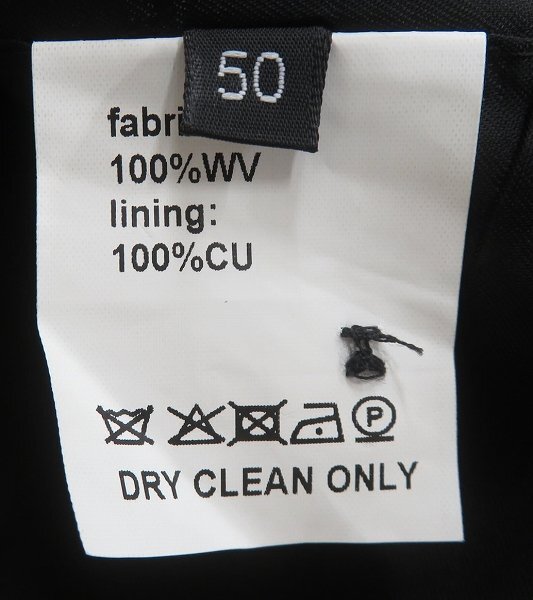 50
fabri
100%WV
lining:
100%CU
P
DRY CLEAN ONLY